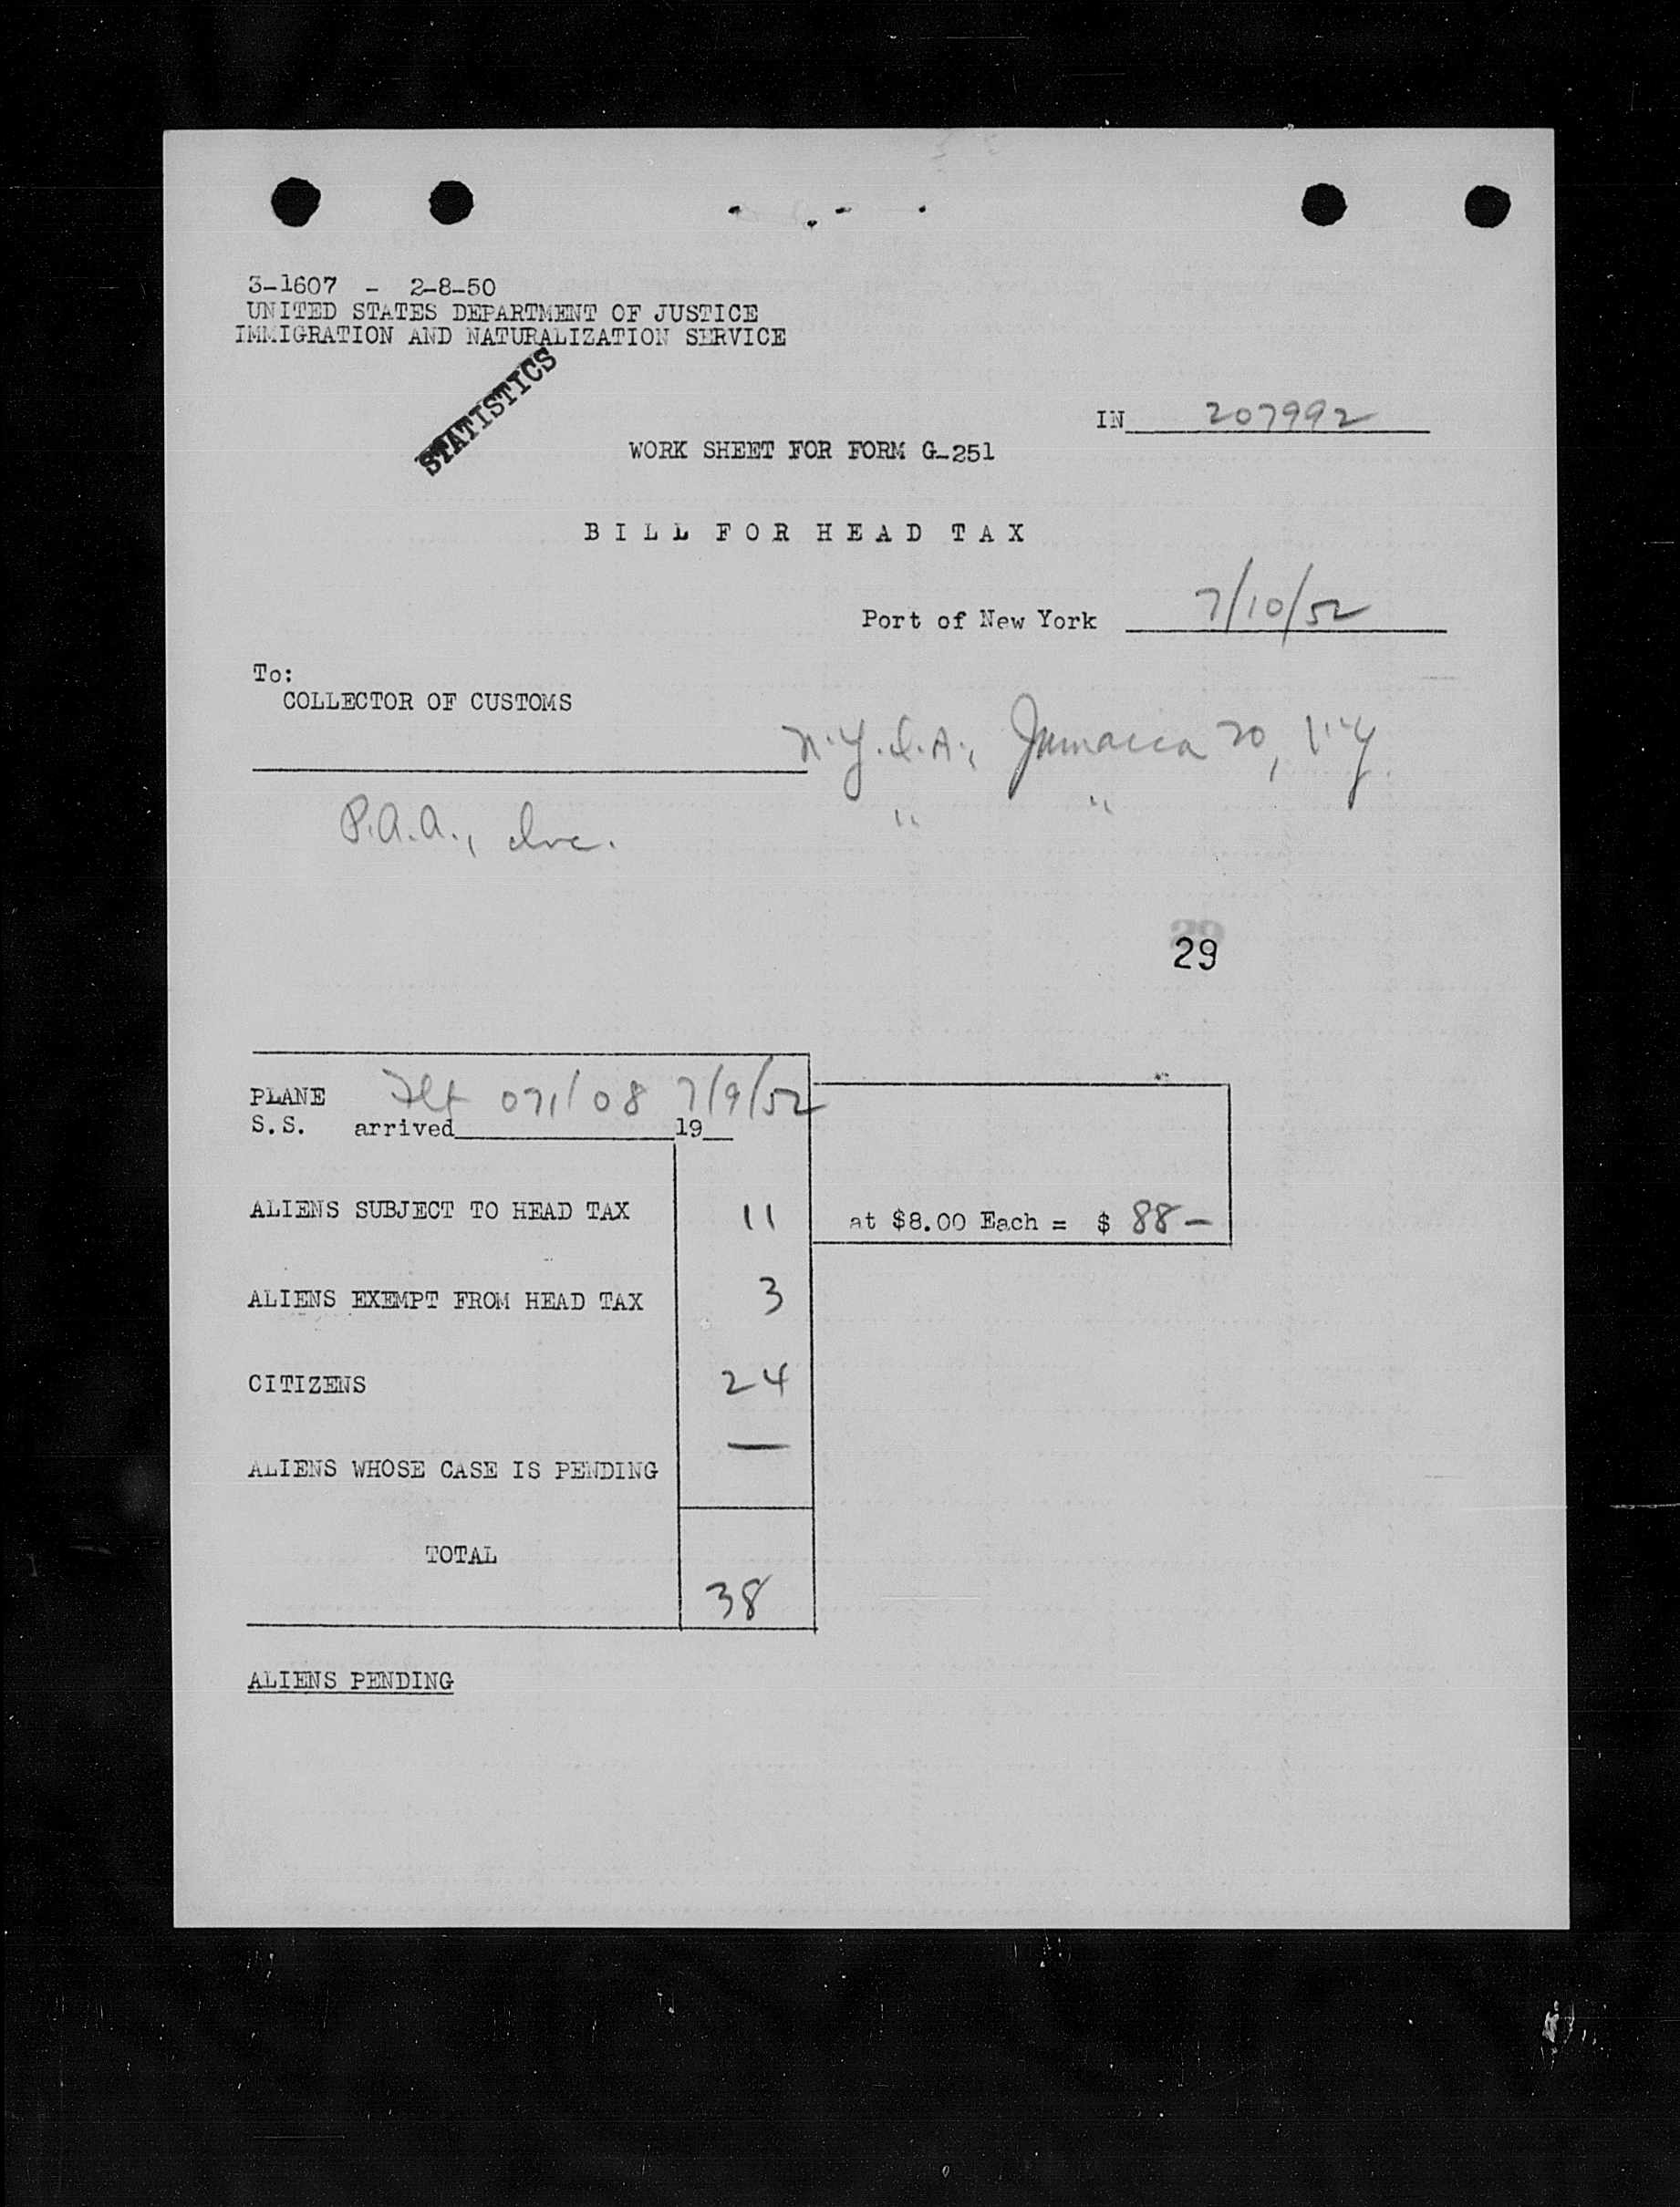 3-1607 - 2-8-50
UNITED STATES DEPARTMENT OF JUSTICE
IMMIGRATION AND NATURALIZATION SERVICE
STATISTICS
IN 207992
WORK SHEET FOR FORM G-251
BILL FOR HEAD TAX
Port of New York 7/10/52
To:
COLLECTOR OF CUSTOMS
N.Y.I.A., Jamaica 20, N.Y
P.A.A., Inc. " "
29
PLANE Flt 071/08 7/9/52
S.S. arrived 19
ALIENS SUBJECT TO HEAD TAX 11 at $8.00 Each = $ 88 —
ALIENS EXEMPT FROM HEAD TAX 3
CITIZENS 24
ALIENS WHOSE CASE IS PENDING —
TOTAL 38
ALIENS PENDING